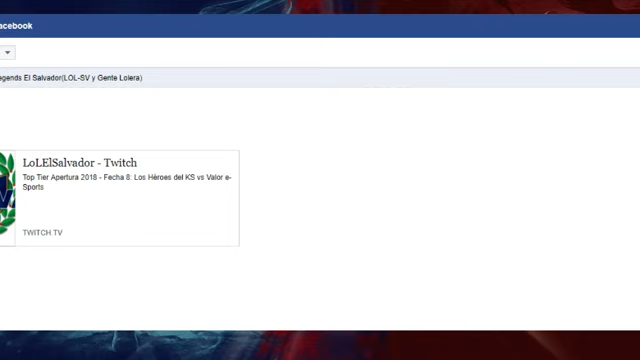 acebook
egends El Salvador(LOL-SV y Gente Lolera)
LoLElSalvador - Twitch
Top Tier Apertura 2018 - Fecha 8: Los Héroes del KS vs Valor e-
Sports
TWITCH.TV